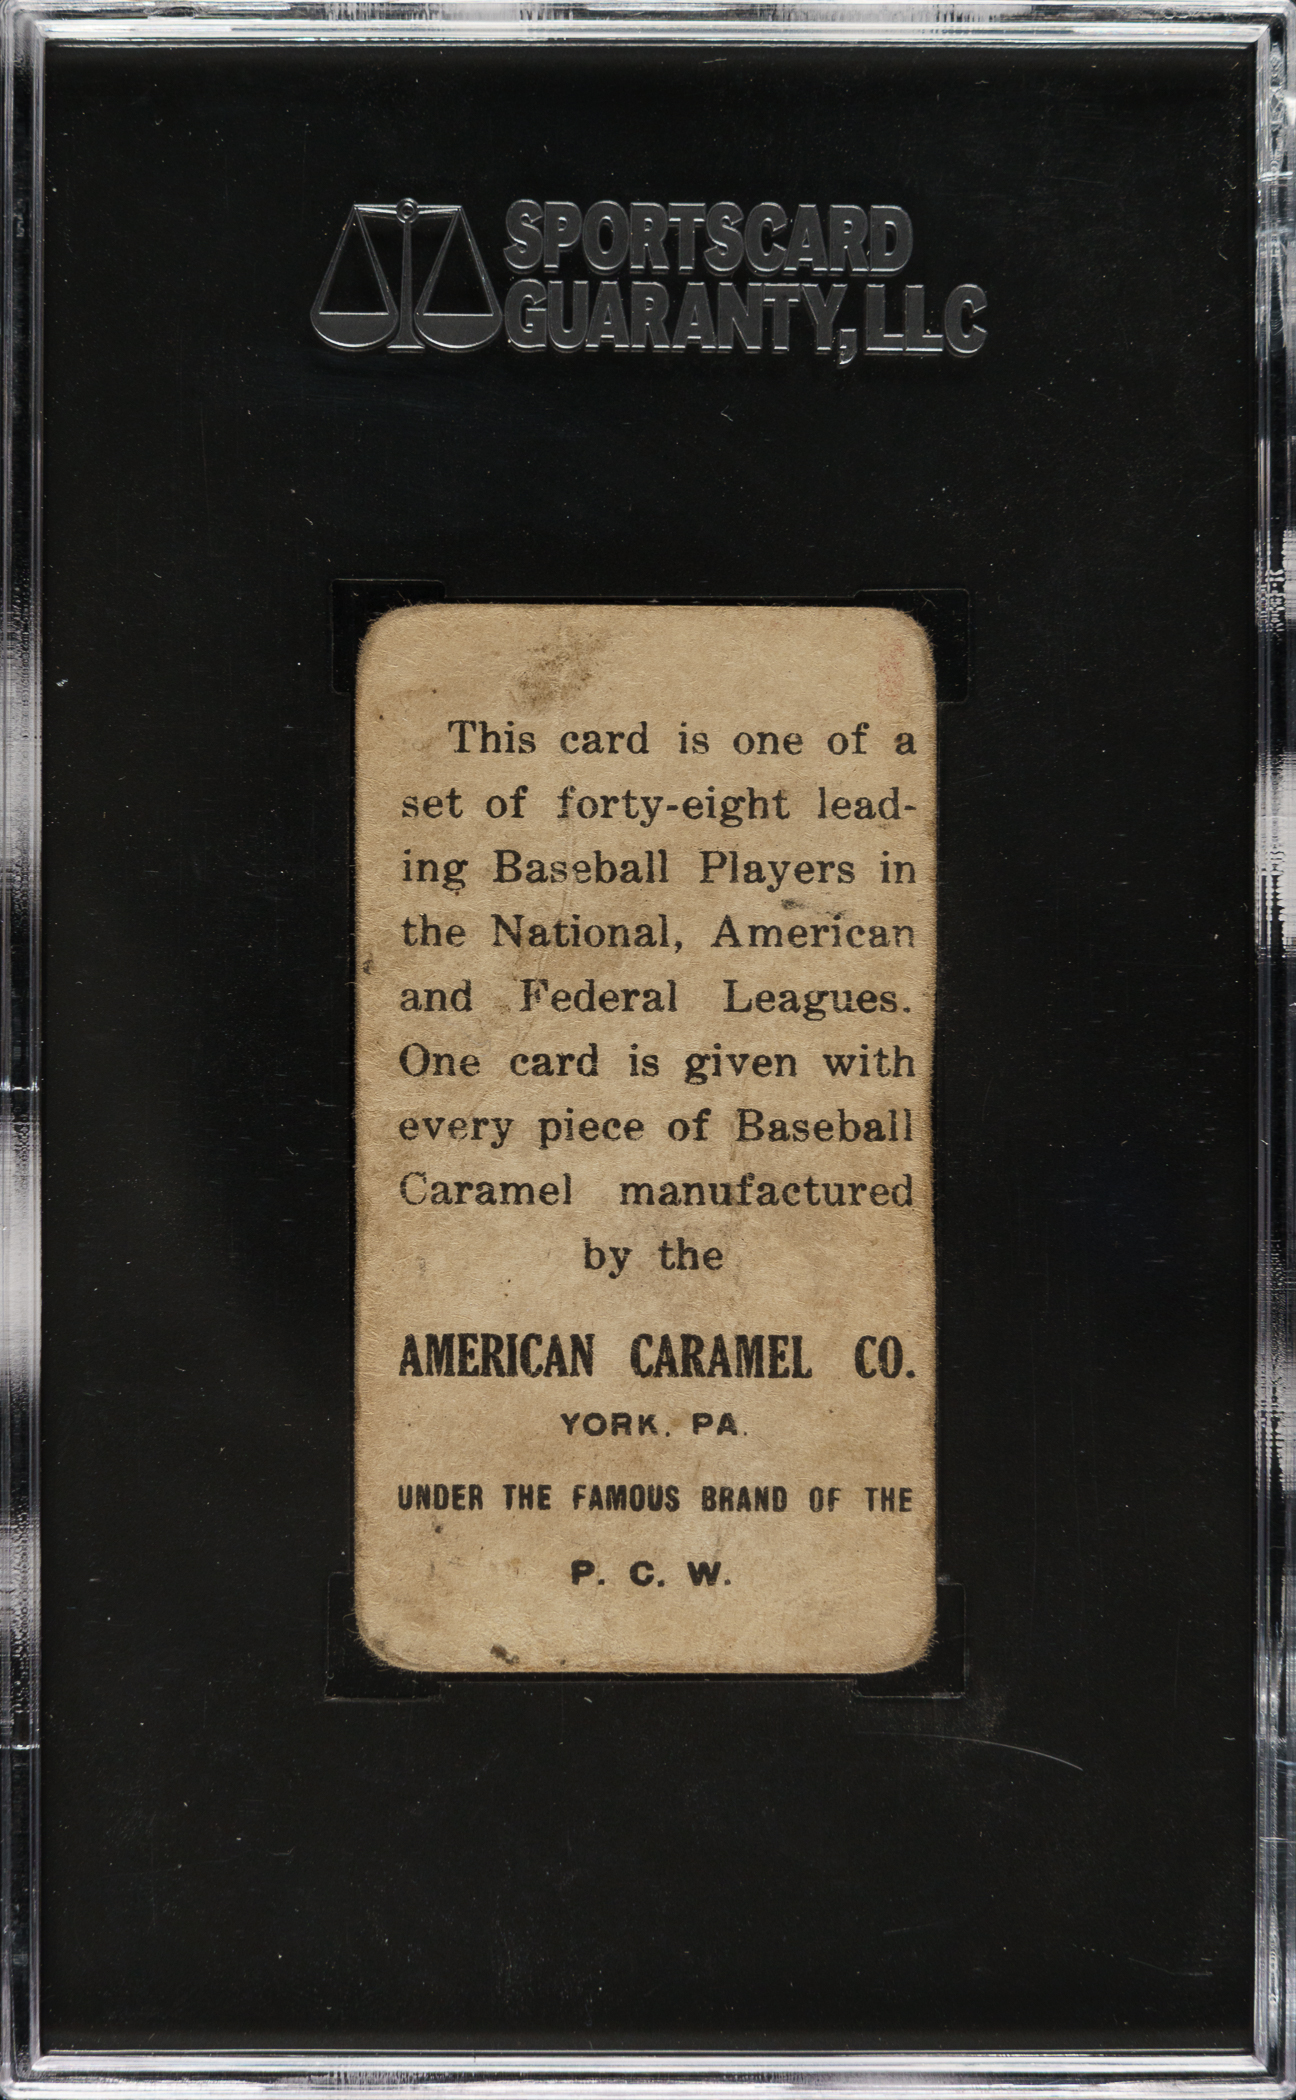 SPORTSCARD
GUARANTY, LLC
This card is one of a
set of forty-eight lead-
ing Baseball Players in
the National, American
and Federal Leagues.
One card is given with
every piece of Baseball
Caramel manufactured
by the
AMERICAN CARAMEL CO.
YORK, PA.
UNDER THE FAMOUS BRAND OF THE
P. C. W.